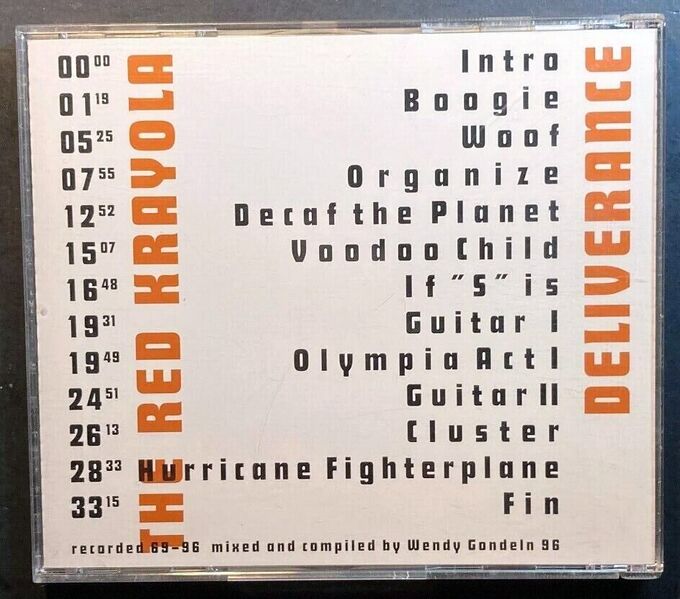 00 00 Intro
01 19 Boogie
05 25 Woof
07 55 Organize
12 52 Decaf the Planet
15 07 Voodoo Child
16 48 If "S" is
19 31 Guitar I
19 49 Olympia Act I
24 51 Guitar II
26 13 Cluster
28 33 Hurricane Fighterplane
33 15 Fin
THE RED KRAYOLA
DELIVERANCE
recorded 69-96 mixed and compiled by Wendy Gondeln 96